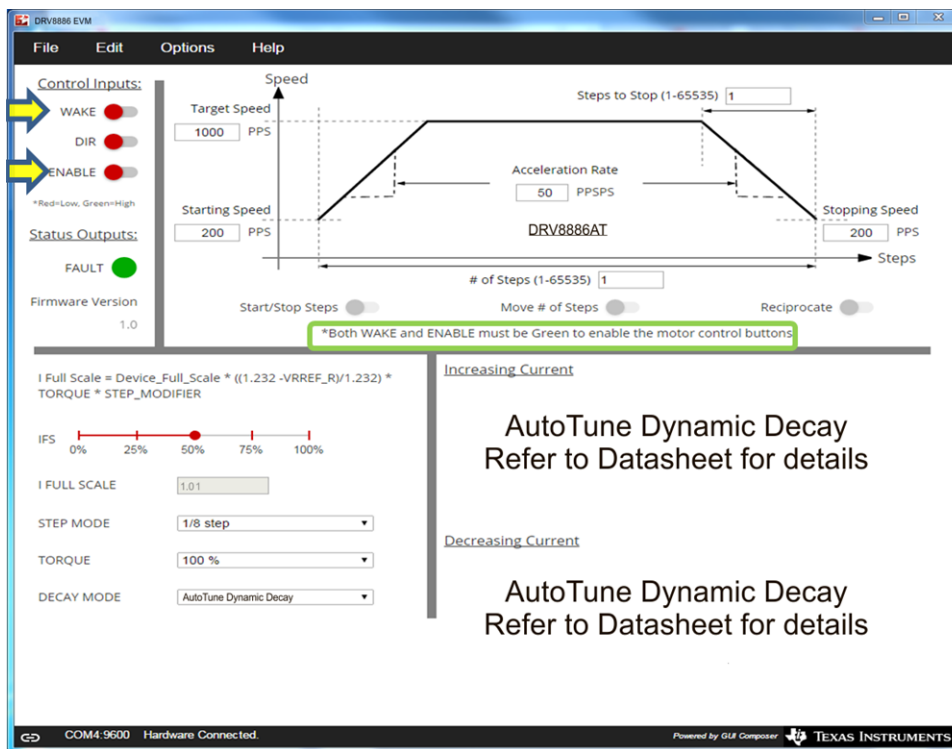 DRV8886 EVM
File Edit Options Help
Control Inputs:
WAKE
DIR
ENABLE
*Red=Low, Green=High
Status Outputs:
FAULT
Firmware Version
1.0
Speed
Target Speed
1000 PPS
Steps to Stop (1-65535) 1
Acceleration Rate
50 PPSPS
Starting Speed
200 PPS
DRV8886AT
Stopping Speed
200 PPS
Steps
# of Steps (1-65535) 1
Start/Stop Steps Move # of Steps Reciprocate
*Both WAKE and ENABLE must be Green to enable the motor control buttons
I Full Scale = Device_Full_Scale * ((1.232 -VRREF_R)/1.232) *
TORQUE * STEP_MODIFIER
IFS
0% 25% 50% 75% 100%
I FULL SCALE 1.01
STEP MODE 1/8 step
TORQUE 100 %
DECAY MODE AutoTune Dynamic Decay
Increasing Current
AutoTune Dynamic Decay
Refer to Datasheet for details
Decreasing Current
AutoTune Dynamic Decay
Refer to Datasheet for details
COM4:9600 Hardware Connected.
Powered by GUI Composer TEXAS INSTRUMENTS